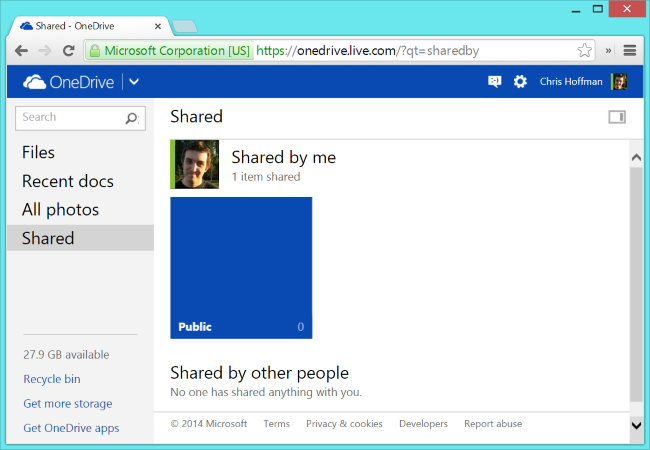 Shared - OneDrive
Microsoft Corporation [US] https://onedrive.live.com/?qt=sharedby
OneDrive
Chris Hoffman
Search
Files
Recent docs
All photos
Shared
27.9 GB available
Recycle bin
Get more storage
Get OneDrive apps
Shared
Shared by me
1 item shared
Public 0
Shared by other people
No one has shared anything with you.
© 2014 Microsoft Terms Privacy & cookies Developers Report abuse